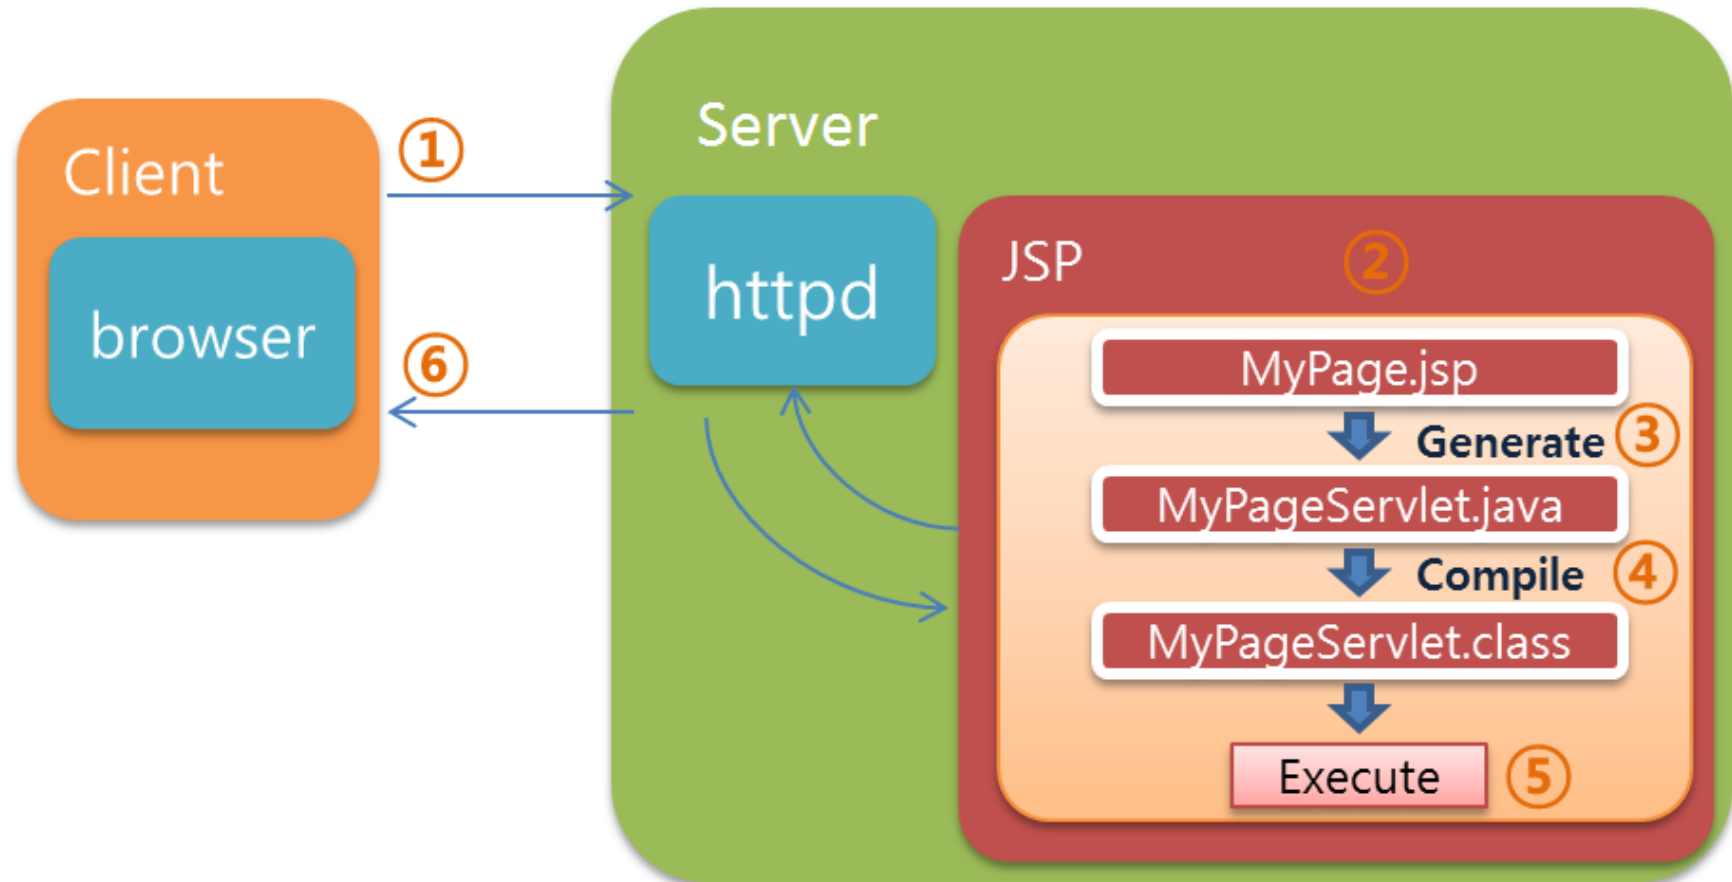 Client
browser
①
⑥
Server
httpd
JSP
②
MyPage.jsp
Generate ③
MyPageServlet.java
Compile ④
MyPageServlet.class
Execute ⑤